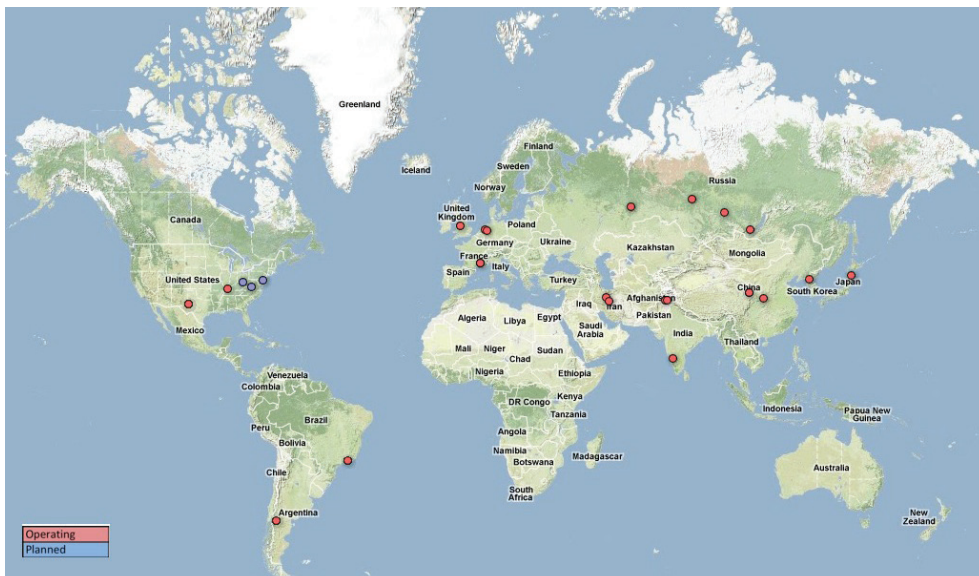 Greenland
Iceland
Finland
Sweden
Norway
Russia
Canada
United
Kingdom
Poland
Germany
Ukraine
Kazakhstan
Mongolia
France
Italy
Spain
Turkey
United States
China
Japan
South Korea
Iraq
Iran
Afghanistan
Pakistan
Mexico
Algeria
Libya
Egypt
Saudi
Arabia
India
Thailand
Mali
Niger
Chad
Sudan
Nigeria
Ethiopia
Venezuela
Colombia
Kenya
DR Congo
Tanzania
Indonesia
Papua New
Guinea
Peru
Brazil
Bolivia
Angola
Namibia
Botswana
Madagascar
Chile
South
Africa
Australia
Argentina
New
Zealand
Operating
Planned